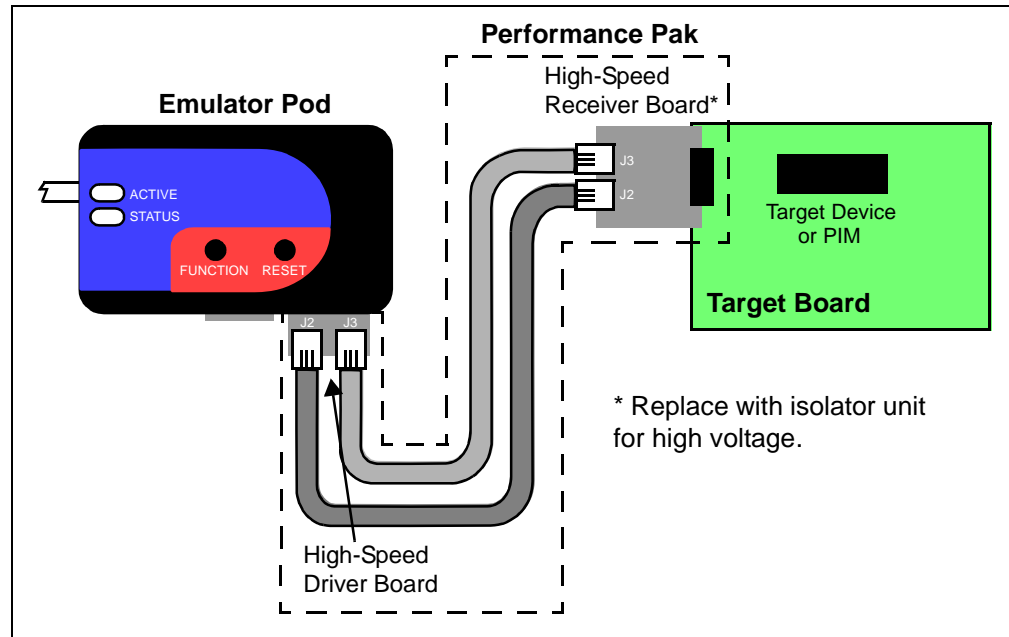 Performance Pak
High-Speed
Receiver Board*
Emulator Pod
J3
J2
ACTIVE
STATUS
FUNCTION RESET
Target Device
or PIM
Target Board
J2 J3
* Replace with isolator unit
for high voltage.
High-Speed
Driver Board